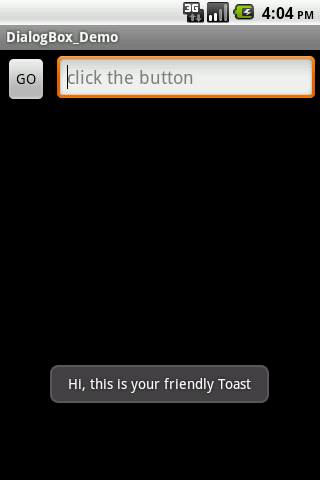 3G 4:04 PM
DialogBox_Demo
GO click the button
Hi, this is your friendly Toast